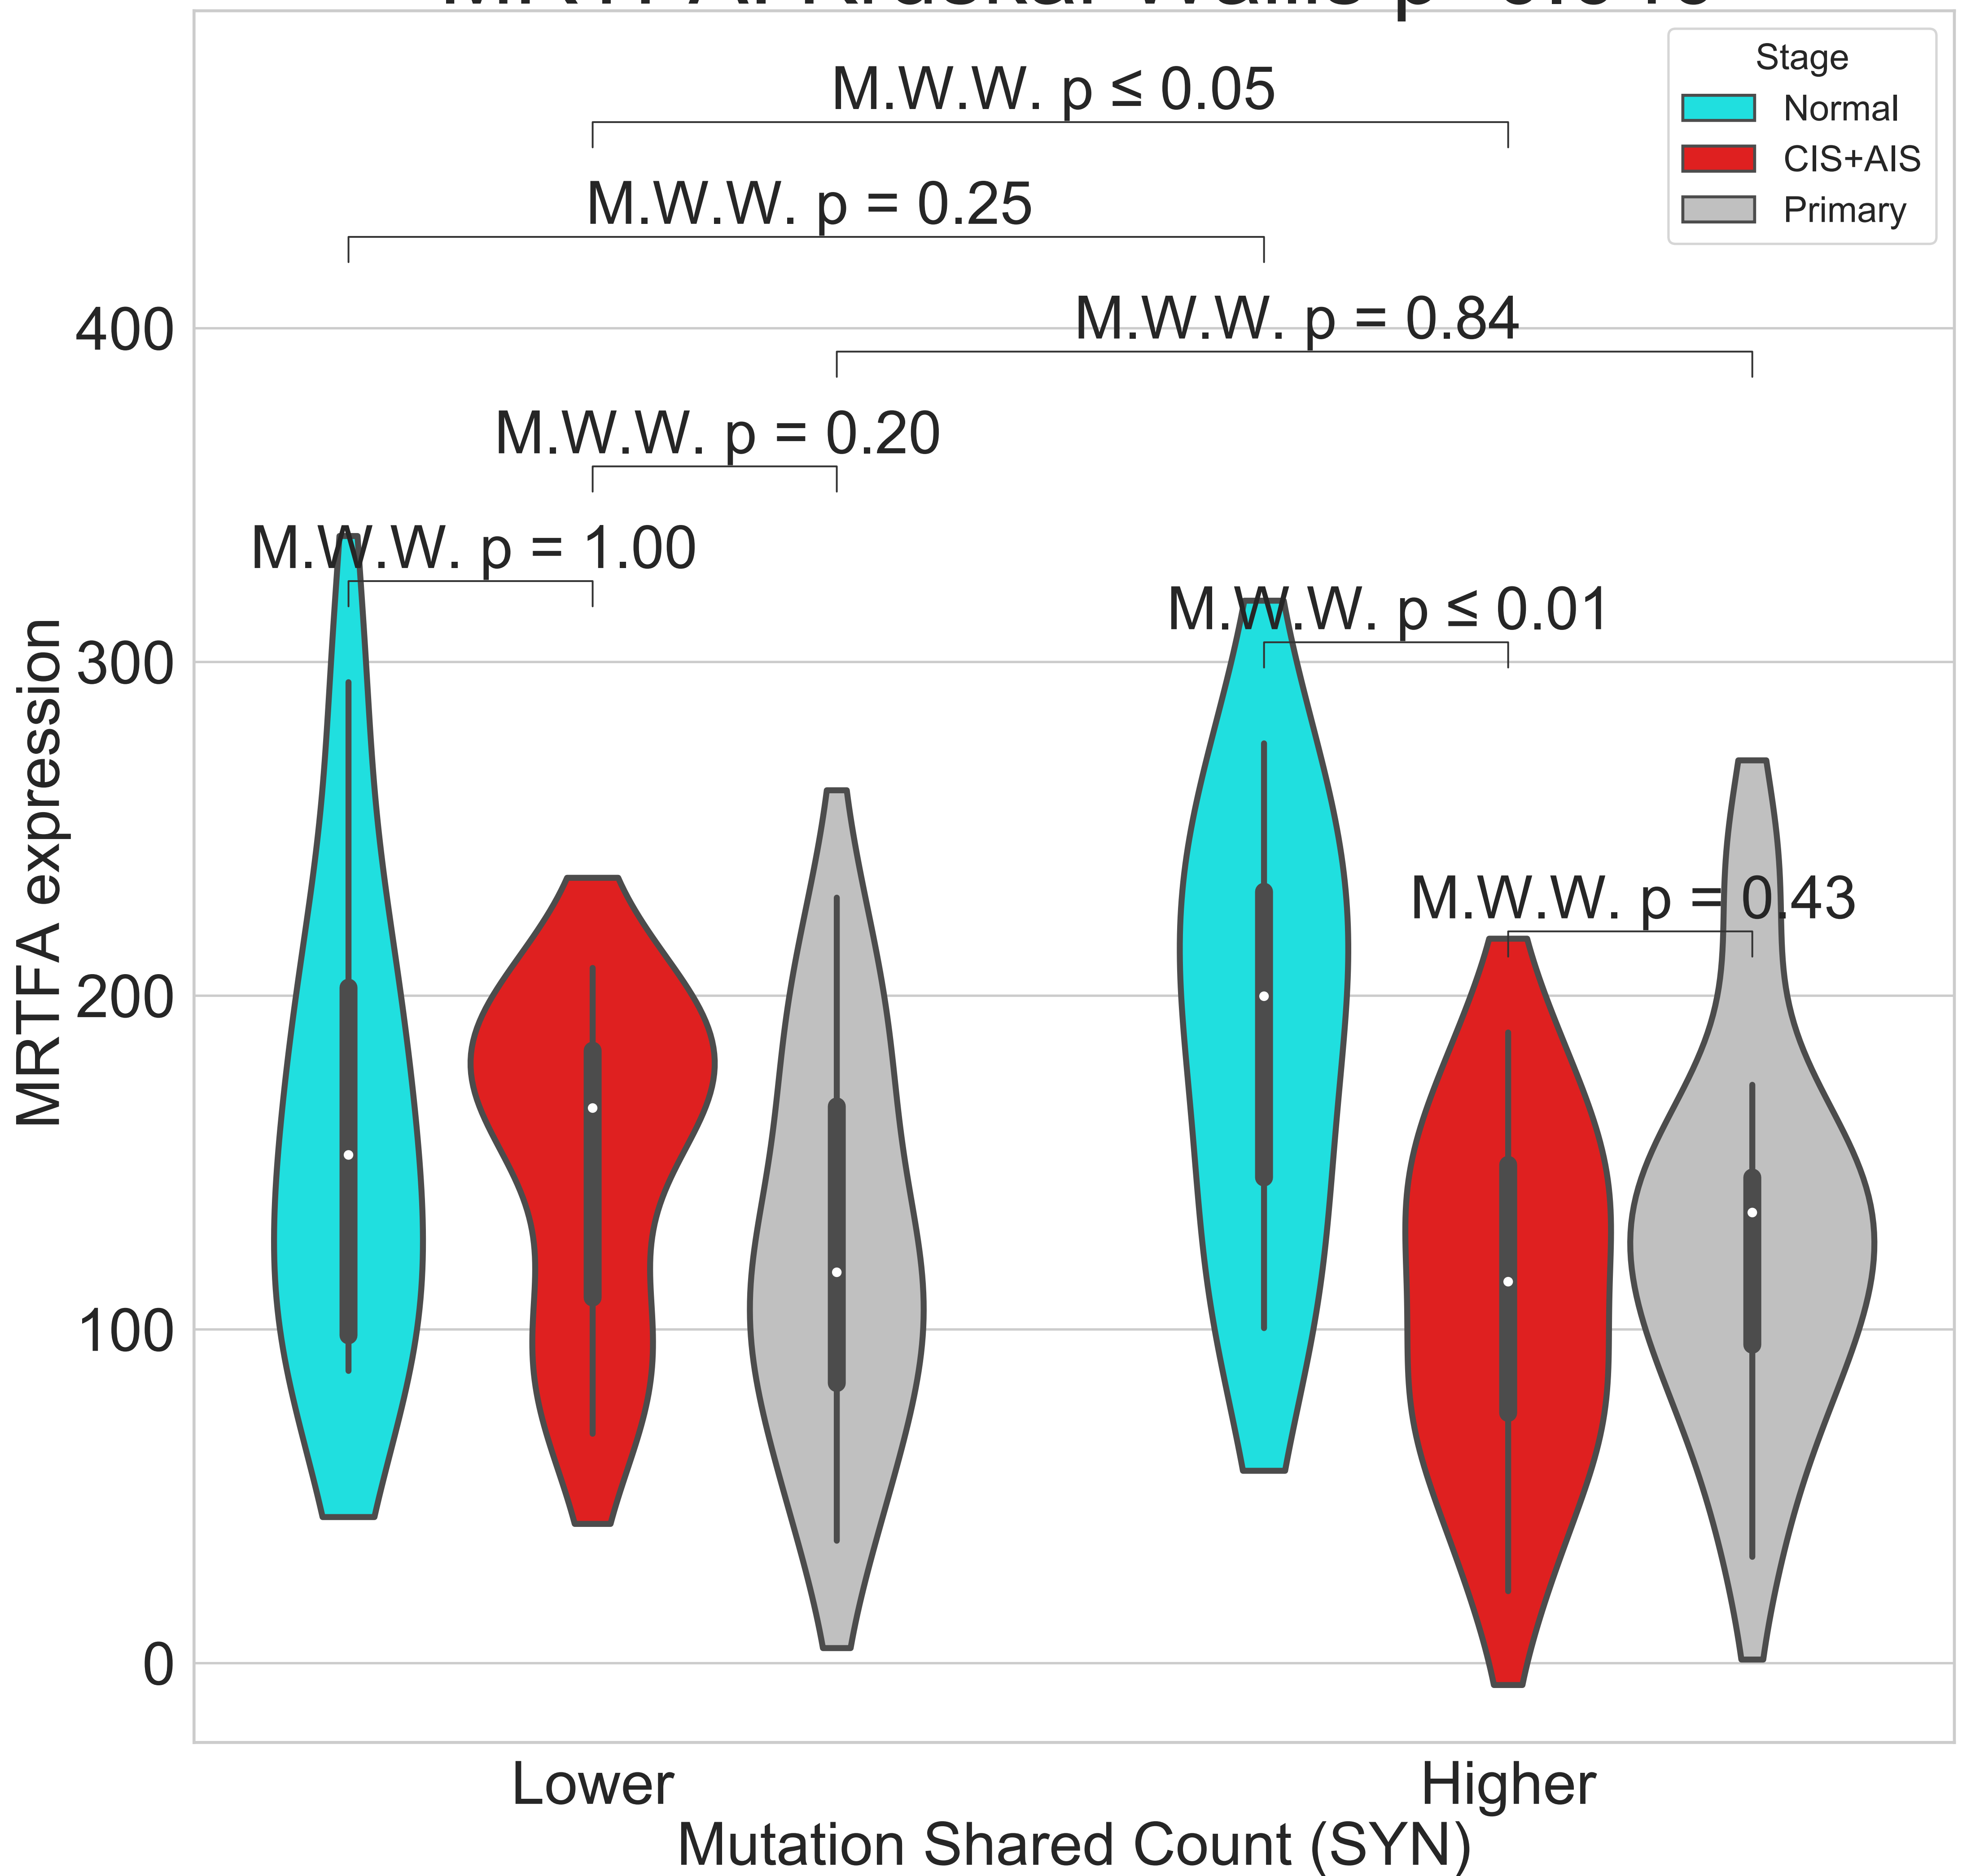 M.W.W. p ≤ 0.05
M.W.W. p = 0.25
M.W.W. p = 0.84
M.W.W. p = 0.20
M.W.W. p = 1.00
M.W.W. p ≤ 0.01
M.W.W. p = 0.43
Stage
Normal
CIS+AIS
Primary
MRTFA expression
400
300
200
100
0
Lower
Higher
Mutation Shared Count (SYN)